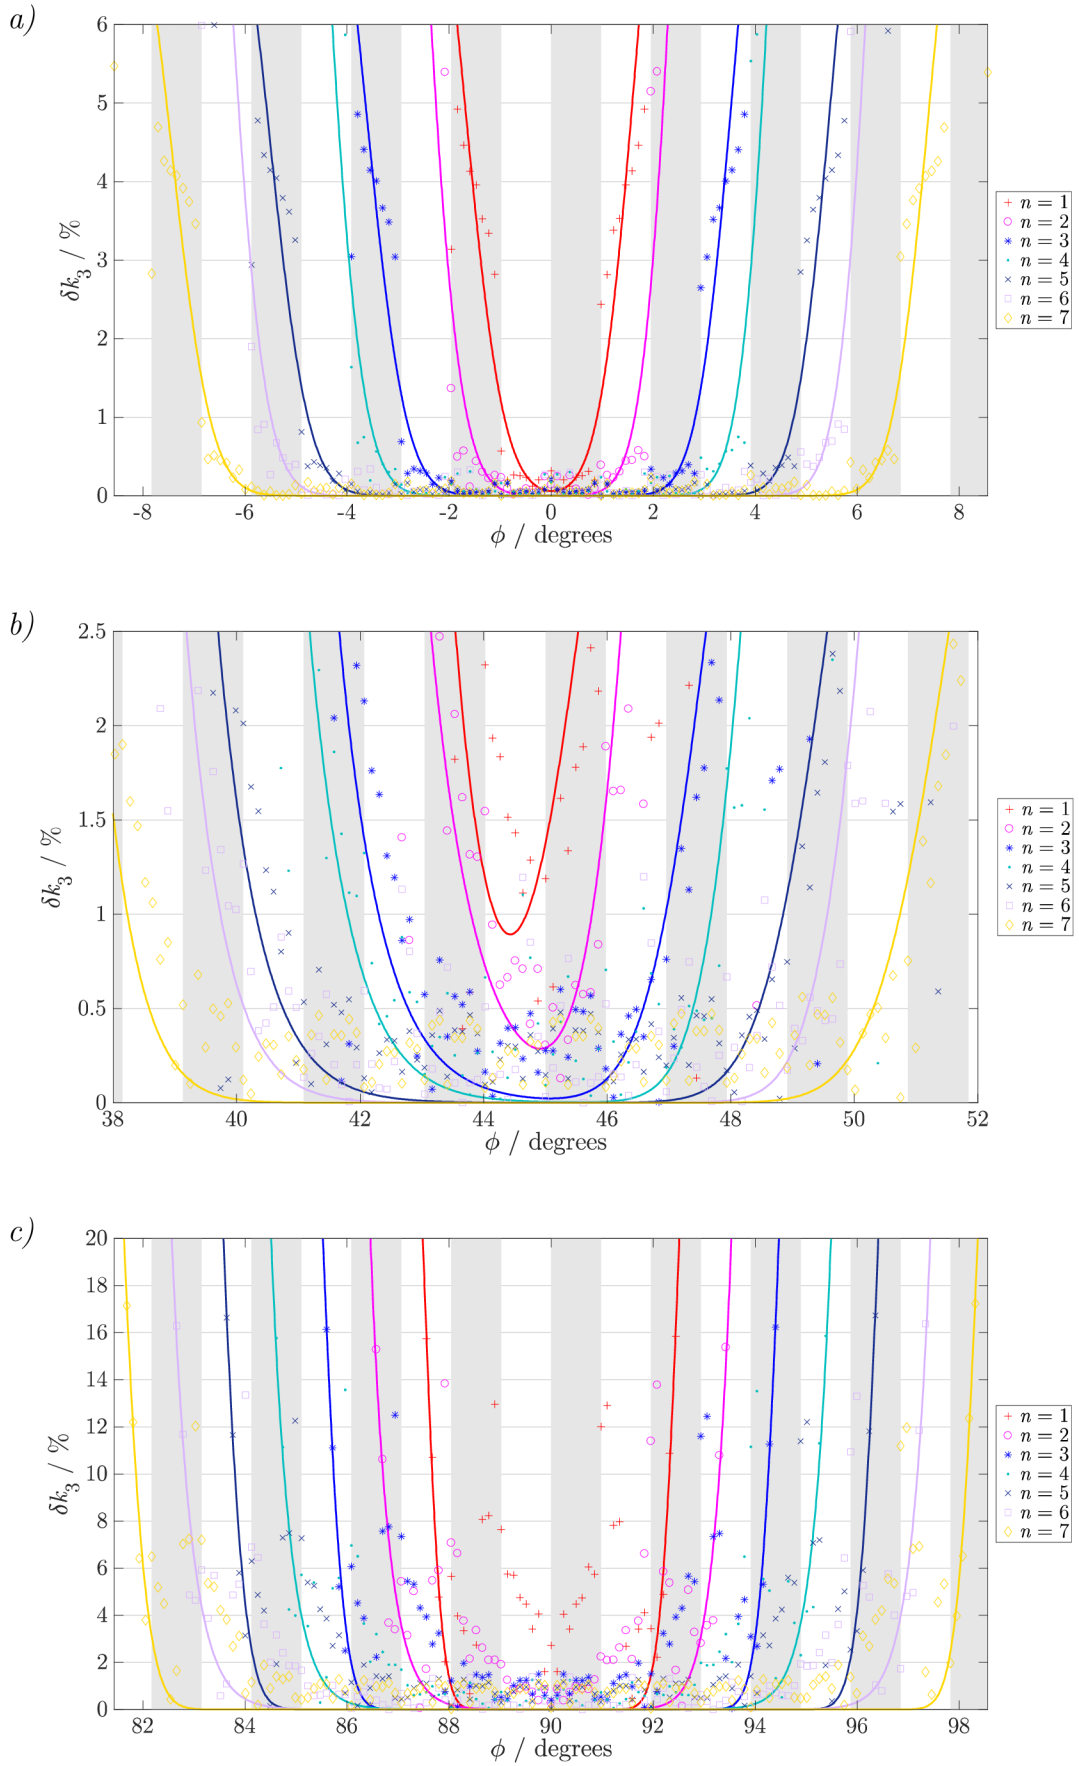 a)
6
5
4
3
2
1
0
δk3 / %
-8 -6 -4 -2 0 2 4 6 8
ϕ / degrees
n = 1
n = 2
n = 3
n = 4
n = 5
n = 6
n = 7
b)
2.5
2
1.5
1
0.5
0
δk3 / %
38 40 42 44 46 48 50 52
ϕ / degrees
n = 1
n = 2
n = 3
n = 4
n = 5
n = 6
n = 7
c)
20
18
16
14
12
10
8
6
4
2
0
δk3 / %
82 84 86 88 90 92 94 96 98
ϕ / degrees
n = 1
n = 2
n = 3
n = 4
n = 5
n = 6
n = 7